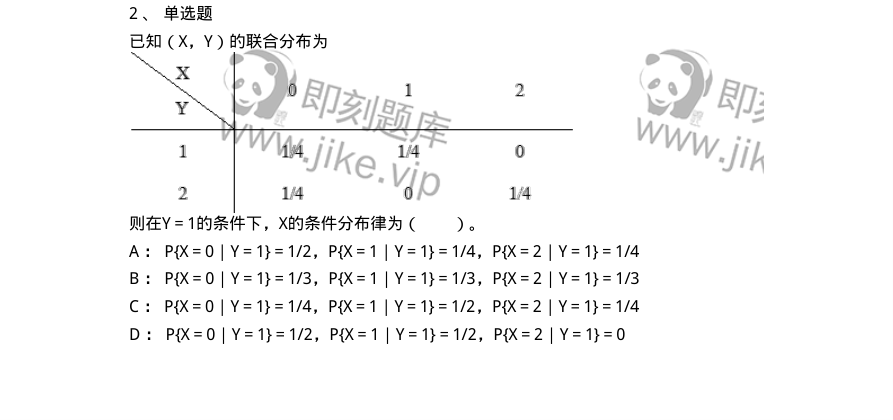 2 、 单选题
已知（X，Y）的联合分布为
X
Y
0 1 2
1 1/4 1/4 0
2 1/4 0 1/4
则在Y = 1的条件下，X的条件分布律为（　　）。
A： P{X = 0 | Y = 1} = 1/2，P{X = 1 | Y = 1} = 1/4，P{X = 2 | Y = 1} = 1/4
B： P{X = 0 | Y = 1} = 1/3，P{X = 1 | Y = 1} = 1/3，P{X = 2 | Y = 1} = 1/3
C： P{X = 0 | Y = 1} = 1/4，P{X = 1 | Y = 1} = 1/2，P{X = 2 | Y = 1} = 1/4
D： P{X = 0 | Y = 1} = 1/2，P{X = 1 | Y = 1} = 1/2，P{X = 2 | Y = 1} = 0
即刻题库
www.jike.vip
即刻
www.jike.vi